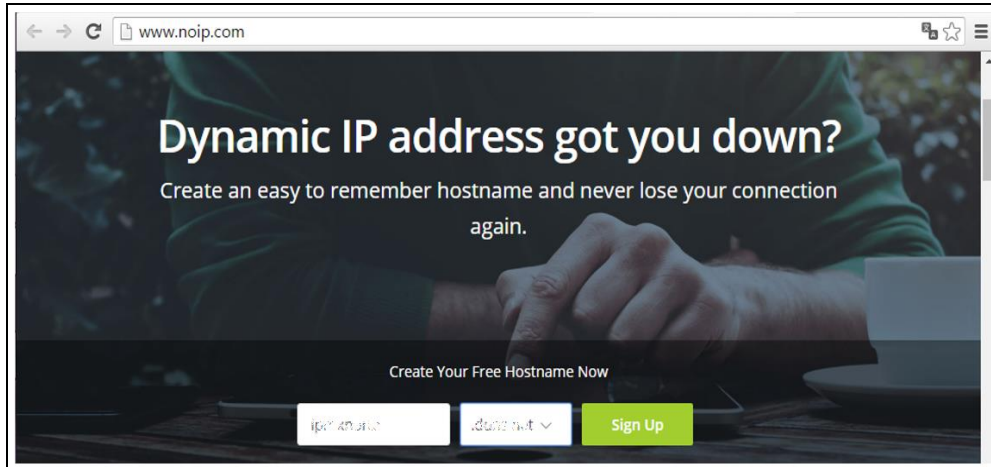 www.noip.com
Dynamic IP address got you down?
Create an easy to remember hostname and never lose your connection
again.
Create Your Free Hostname Now
Sign Up